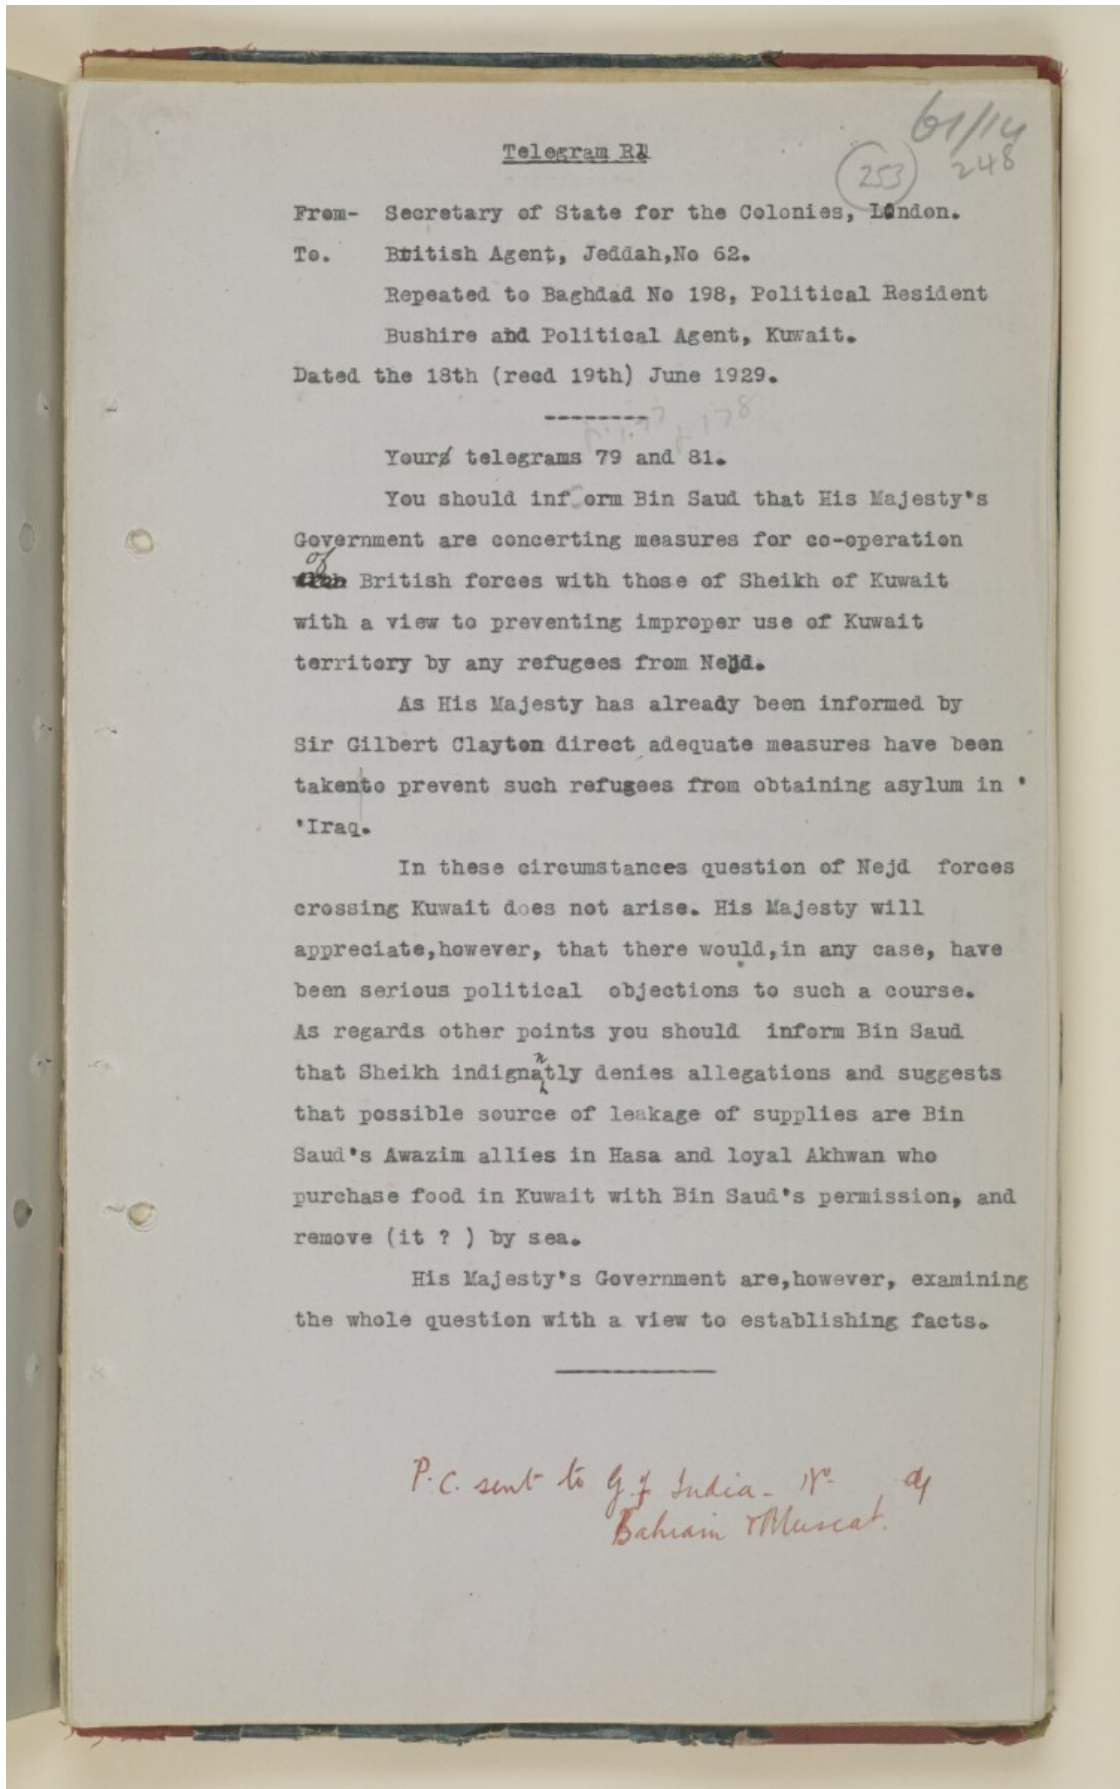 61/14
248
253
Telegram R
From- Secretary of State for the Colonies, London.
To. British Agent, Jeddah,No 62.
Repeated to Baghdad No 198, Political Resident
Bushire and Political Agent, Kuwait.
Dated the 18th (recd 19th) June 1929.
--------
p.177 p.178
Your telegrams 79 and 81.
You should inform Bin Saud that His Majesty's
Government are concerting measures for co-operation
of British forces with those of Sheikh of Kuwait
with a view to preventing improper use of Kuwait
territory by any refugees from Nejd.
As His Majesty has already been informed by
Sir Gilbert Clayton direct adequate measures have been
taken to prevent such refugees from obtaining asylum in '
'Iraq.
In these circumstances question of Nejd forces
crossing Kuwait does not arise. His Majesty will
appreciate,however, that there would,in any case, have
been serious political objections to such a course.
As regards other points you should inform Bin Saud
that Sheikh indignantly denies allegations and suggests
that possible source of leakage of supplies are Bin
Saud's Awazim allies in Hasa and loyal Akhwan who
purchase food in Kuwait with Bin Saud's permission, and
remove (it ? ) by sea.
His Majesty's Government are,however, examining
the whole question with a view to establishing facts.
P.C. sent to G. of India -
Bahrain & Muscat.